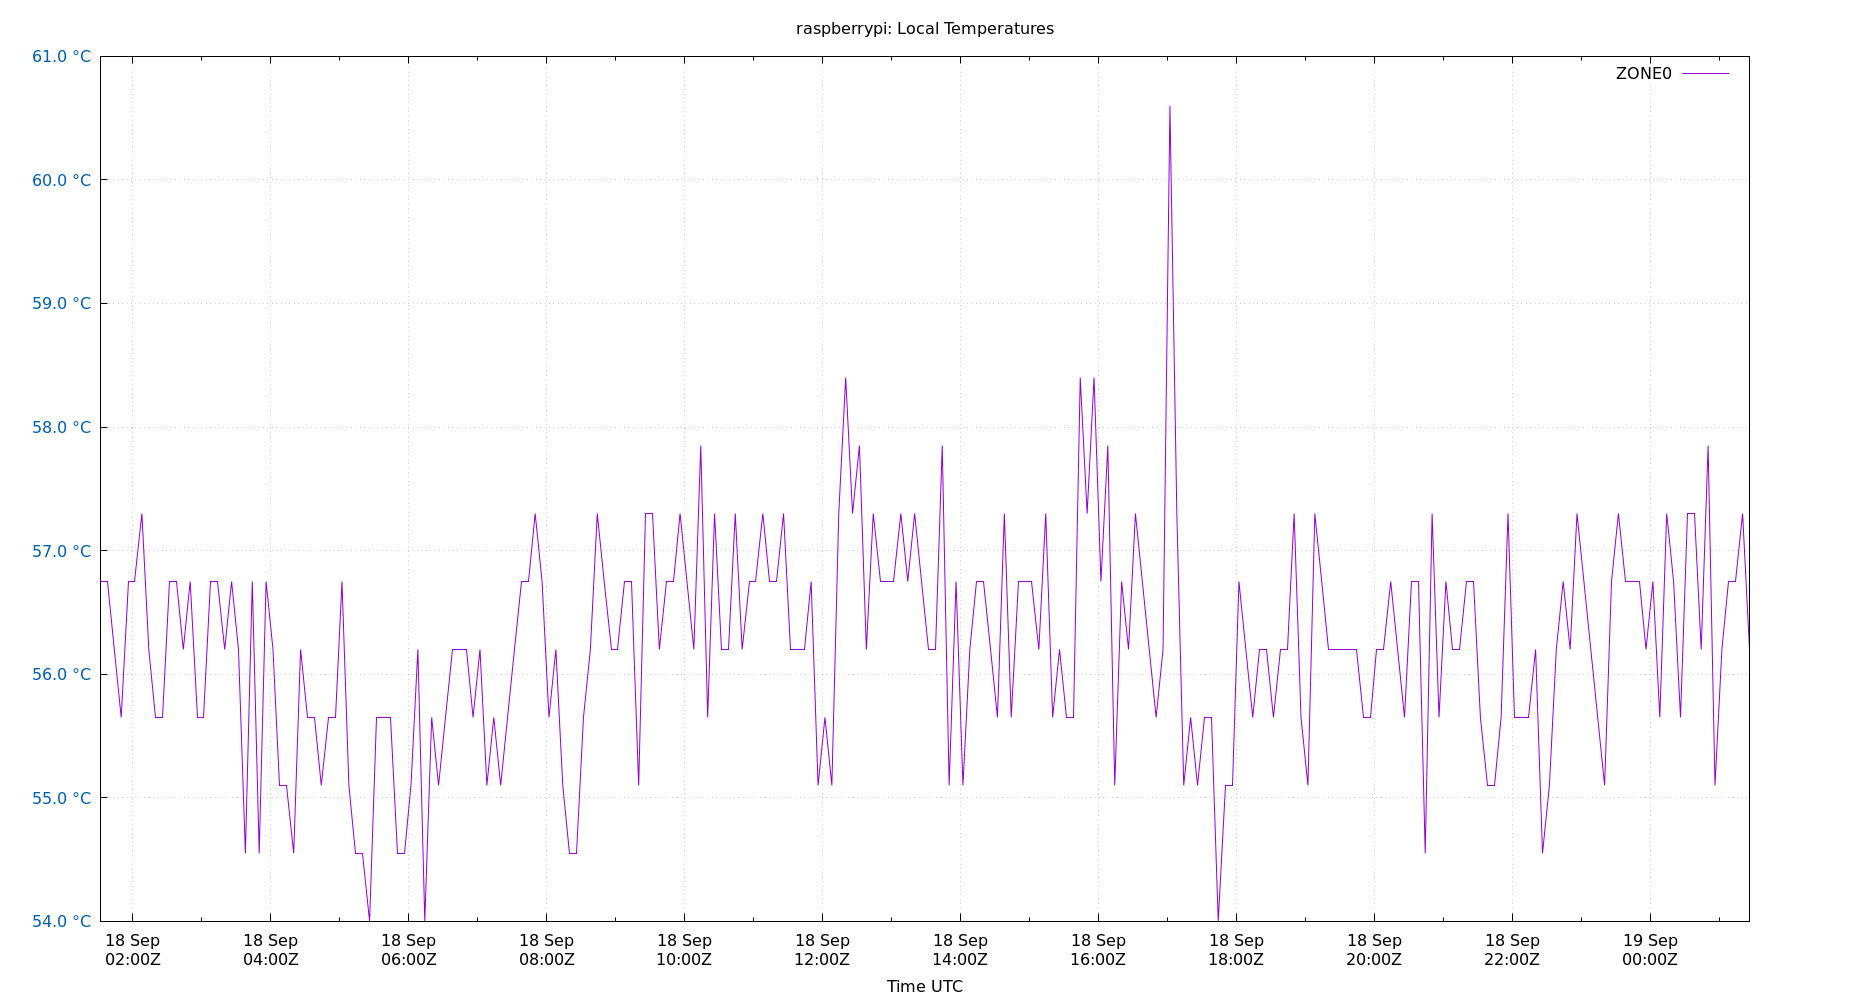 raspberrypi: Local Temperatures
61.0 °C
ZONE0
60.0 °C
59.0 °C
58.0 °C
57.0 °C
56.0 °C
55.0 °C
54.0 °C
18 Sep 18 Sep 18 Sep 18 Sep 18 Sep 18 Sep 18 Sep 18 Sep 18 Sep 18 Sep 18 Sep 19 Sep
02:00Z 04:00Z 06:00Z 08:00Z 10:00Z 12:00Z 14:00Z 16:00Z 18:00Z 20:00Z 22:00Z 00:00Z
Time UTC